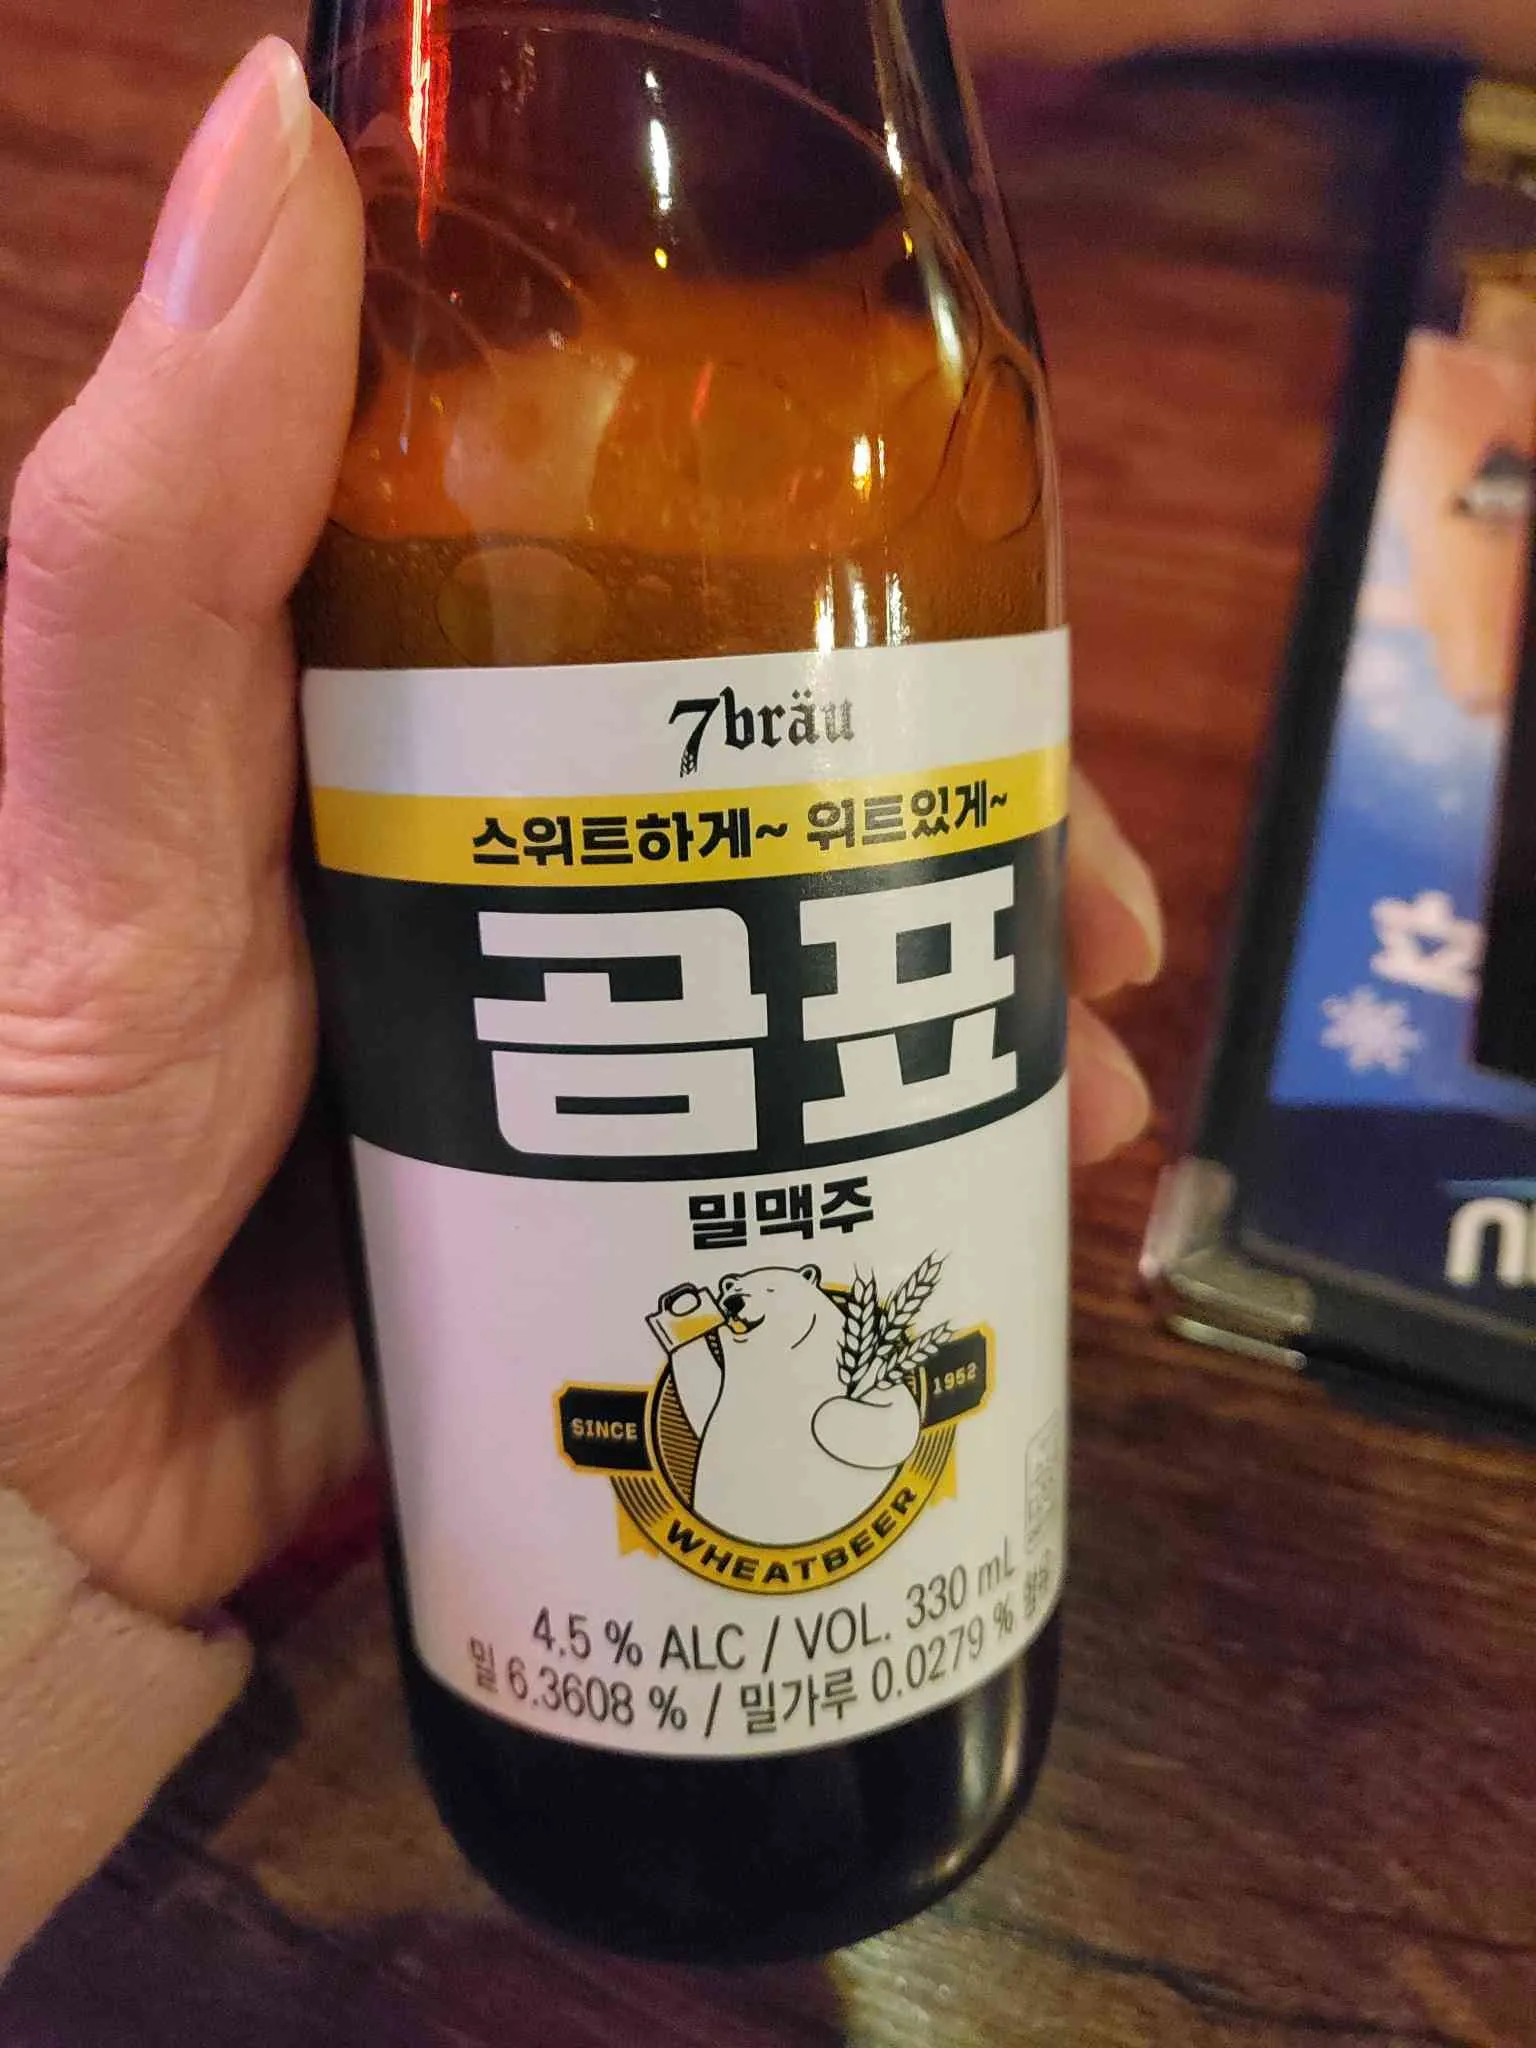 7bräu
스위트하게~ 위트있게~
곰표
밀맥주
SINCE
1952
WHEATBEER
4.5 % ALC / VOL. 330 mL
밀 6.3608 % / 밀가루 0.0279 %